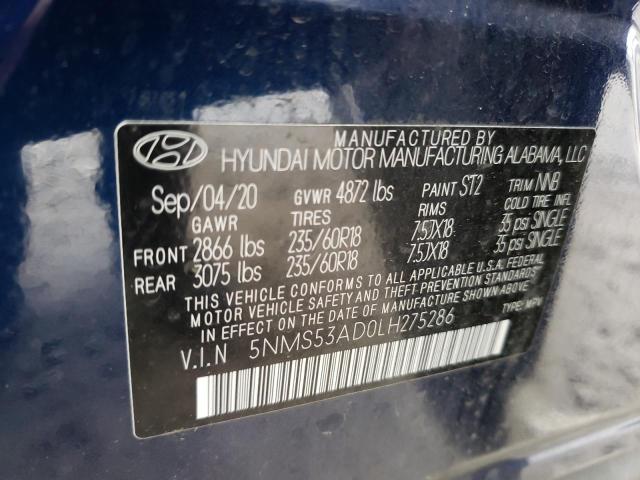 MANUFACTURED BY
HYUNDAI MOTOR MANUFACTURING ALABAMA, LLC
Sep/04/20 GVWR 4872 lbs PAINT ST2 TRIM NNB
GAWR TIRES RIMS COLD TIRE INFL
FRONT 2866 lbs 235/60R18 7.5JX18 35 psi SINGLE
REAR 3075 lbs 235/60R18 7.5JX18 35 psi SINGLE
THIS VEHICLE CONFORMS TO ALL APPLICABLE U.S.A. FEDERAL
MOTOR VEHICLE SAFETY AND THEFT PREVENTION STANDARDS
IN EFFECT ON THE DATE OF MANUFACTURE SHOWN ABOVE
V.I.N 5NMS53AD0LH275286 TYPE: MPV